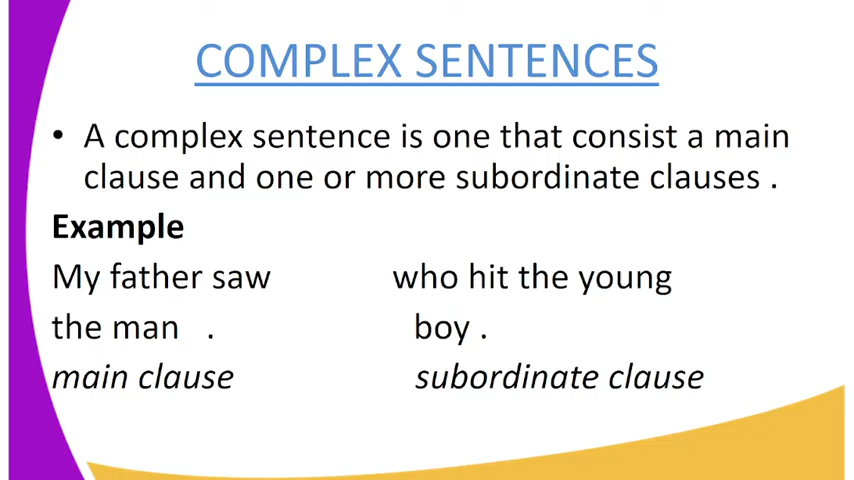 COMPLEX SENTENCES
• A complex sentence is one that consist a main
clause and one or more subordinate clauses .
Example
My father saw who hit the young
the man . boy .
main clause subordinate clause